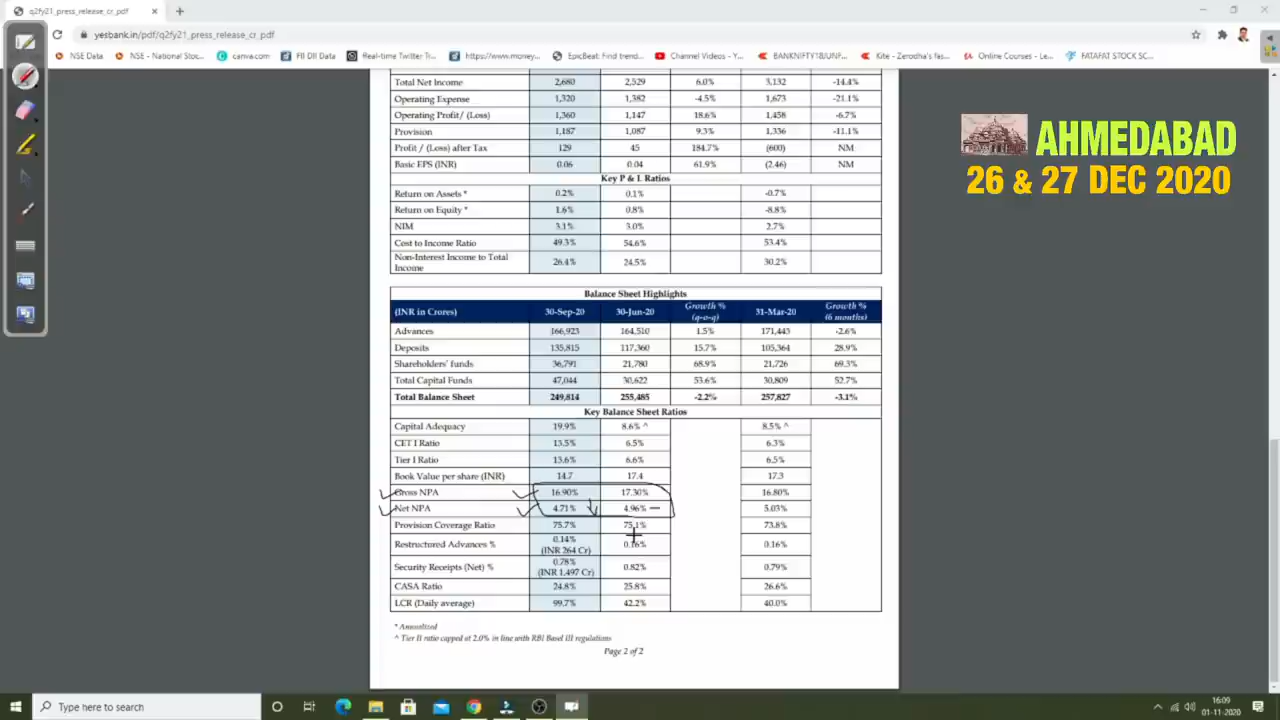 q2fy21_press_release_cr_pdf
yesbank.in/pdf/q2fy21_press_release_cr_pdf
NSE Data NSE - National Stoc... canva.com FII DII Data Real-time Twitter Tr... https://www.money... EpicBeat: Find trend... Channel Videos - Y... BANKNIFTY18JUNF... Kite - Zerodha's fas... Online Courses - Le... FATAFAT STOCK SC...
Total Net Income 2,680 2,529 6.0% 3,132 -14.4%
Operating Expense 1,320 1,382 -4.5% 1,673 -21.1%
Operating Profit/ (Loss) 1,360 1,147 18.6% 1,458 -6.7%
Provision 1,187 1,087 9.3% 1,336 -11.1%
Profit / (Loss) after Tax 129 45 184.7% (600) NM
Basic EPS (INR) 0.06 0.04 61.9% (2.46) NM
Key P & L Ratios
Return on Assets * 0.2% 0.1% -0.7%
Return on Equity * 1.6% 0.8% -8.8%
NIM 3.1% 3.0% 2.7%
Cost to Income Ratio 49.3% 54.6% 53.4%
Non-Interest Income to Total
Income 26.4% 24.5% 30.2%
Balance Sheet Highlights
(INR in Crores) 30-Sep-20 30-Jun-20 Growth % (q-o-q) 31-Mar-20 Growth % (6 months)
Advances 166,923 164,510 1.5% 171,443 -2.6%
Deposits 135,815 117,360 15.7% 105,364 28.9%
Shareholders' funds 36,791 21,780 68.9% 21,726 69.3%
Total Capital Funds 47,044 30,622 53.6% 30,809 52.7%
Total Balance Sheet 249,814 255,485 -2.2% 257,827 -3.1%
Key Balance Sheet Ratios
Capital Adequacy 19.9% 8.6% ^ 8.5% ^
CET I Ratio 13.5% 6.5% 6.3%
Tier I Ratio 13.6% 6.6% 6.5%
Book Value per share (INR) 14.7 17.4 17.3
Gross NPA 16.90% 17.30% 16.80%
Net NPA 4.71% 4.96% 5.03%
Provision Coverage Ratio 75.7% 75.1% 73.8%
Restructured Advances % 0.14% (INR 264 Cr) 0.16% 0.16%
Security Receipts (Net) % 0.78% (INR 1,497 Cr) 0.82% 0.79%
CASA Ratio 24.8% 25.8% 26.6%
LCR (Daily average) 99.7% 42.2% 40.0%
* Annualised
^ Tier II ratio capped at 2.0% in line with RBI Basel III regulations
Page 2 of 2
AHMEDABAD
26 & 27 DEC 2020
Type here to search
16:09
01-11-2020